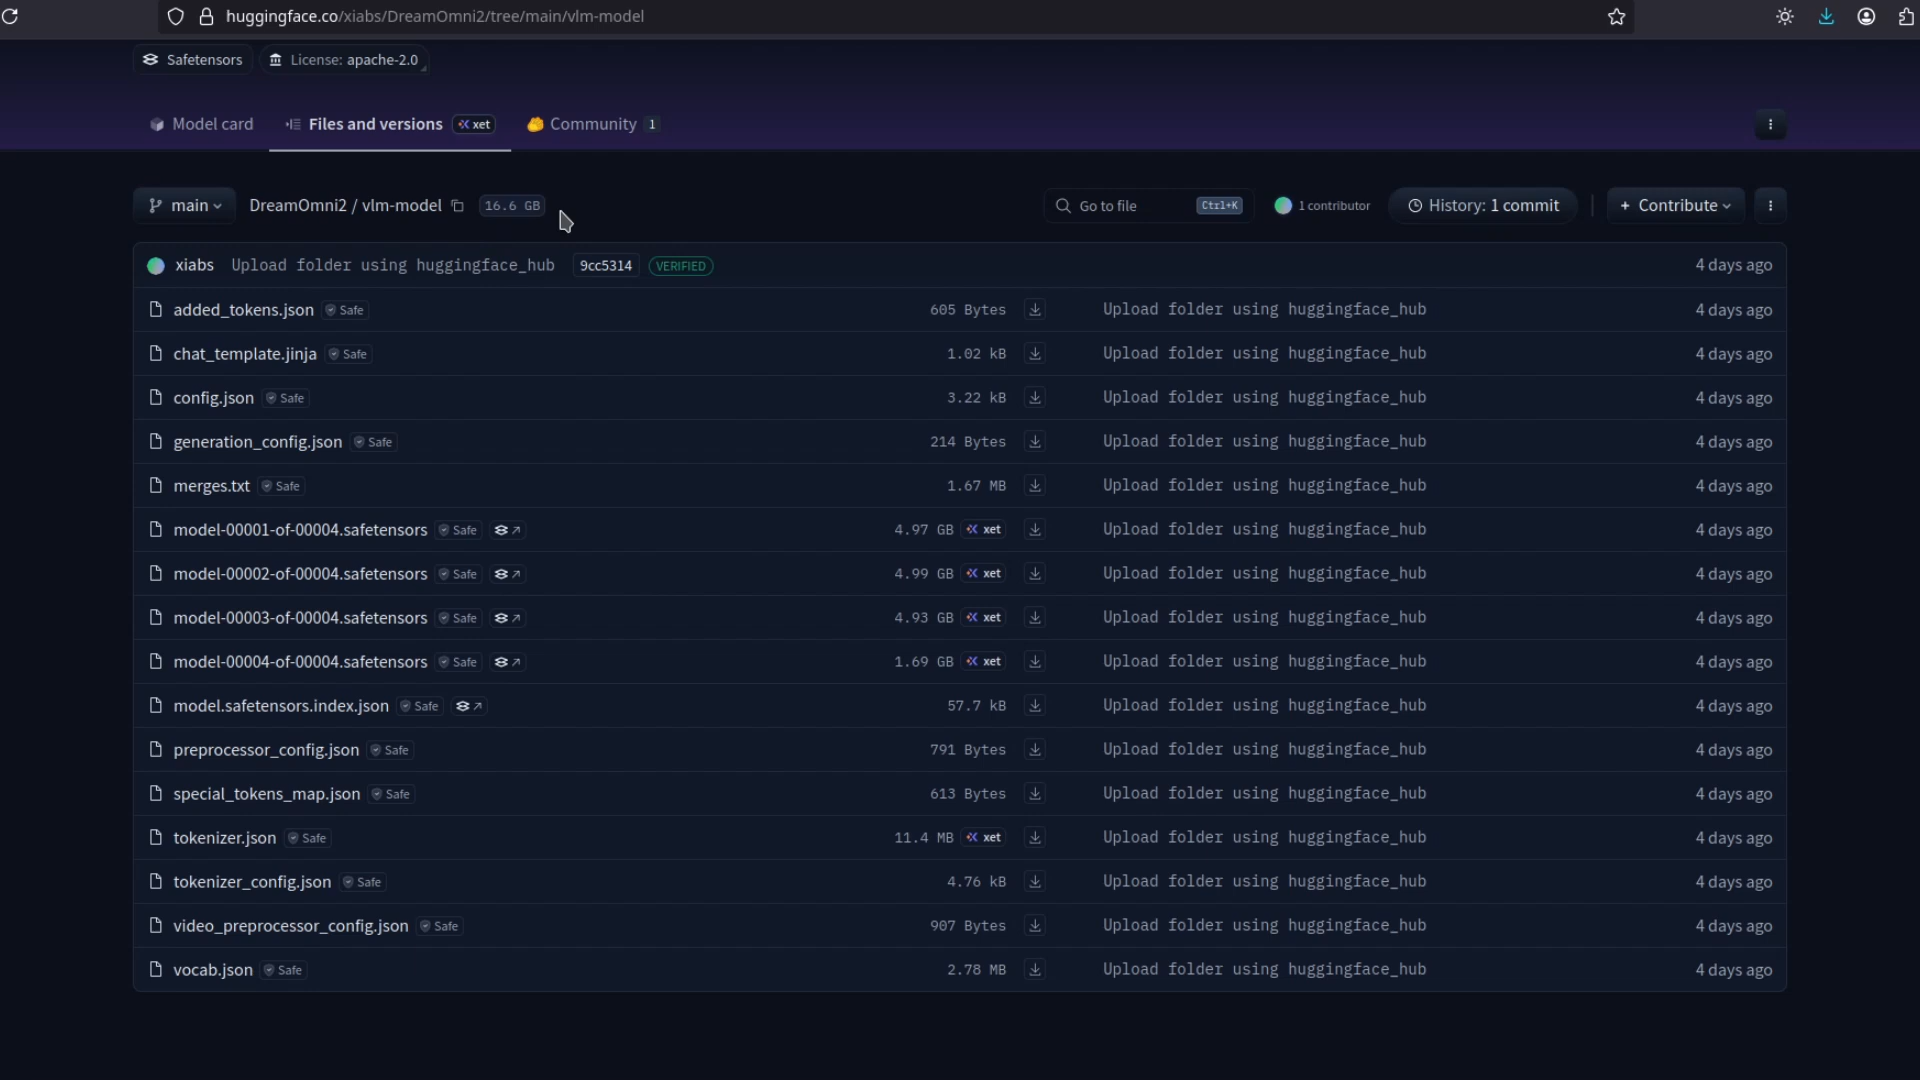 huggingface.co/xiabs/DreamOmni2/tree/main/vlm-model
Safetensors License: apache-2.0
Model card Files and versions xet Community 1
main DreamOmni2 / vlm-model 16.6 GB Go to file Ctrl+K 1 contributor History: 1 commit + Contribute
xiabs Upload folder using huggingface_hub 9cc5314 VERIFIED 4 days ago
added_tokens.json Safe 605 Bytes Upload folder using huggingface_hub 4 days ago
chat_template.jinja Safe 1.02 kB Upload folder using huggingface_hub 4 days ago
config.json Safe 3.22 kB Upload folder using huggingface_hub 4 days ago
generation_config.json Safe 214 Bytes Upload folder using huggingface_hub 4 days ago
merges.txt Safe 1.67 MB Upload folder using huggingface_hub 4 days ago
model-00001-of-00004.safetensors Safe 4.97 GB xet Upload folder using huggingface_hub 4 days ago
model-00002-of-00004.safetensors Safe 4.99 GB xet Upload folder using huggingface_hub 4 days ago
model-00003-of-00004.safetensors Safe 4.93 GB xet Upload folder using huggingface_hub 4 days ago
model-00004-of-00004.safetensors Safe 1.69 GB xet Upload folder using huggingface_hub 4 days ago
model.safetensors.index.json Safe 57.7 kB Upload folder using huggingface_hub 4 days ago
preprocessor_config.json Safe 791 Bytes Upload folder using huggingface_hub 4 days ago
special_tokens_map.json Safe 613 Bytes Upload folder using huggingface_hub 4 days ago
tokenizer.json Safe 11.4 MB xet Upload folder using huggingface_hub 4 days ago
tokenizer_config.json Safe 4.76 kB Upload folder using huggingface_hub 4 days ago
video_preprocessor_config.json Safe 907 Bytes Upload folder using huggingface_hub 4 days ago
vocab.json Safe 2.78 MB Upload folder using huggingface_hub 4 days ago